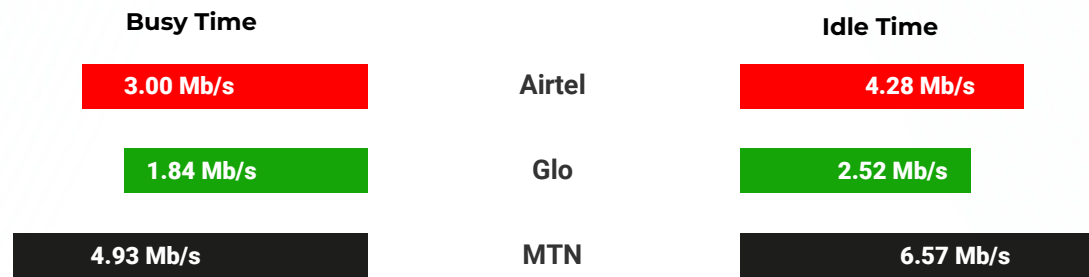 Busy Time
Idle Time
3.00 Mb/s
Airtel
4.28 Mb/s
1.84 Mb/s
Glo
2.52 Mb/s
4.93 Mb/s
MTN
6.57 Mb/s